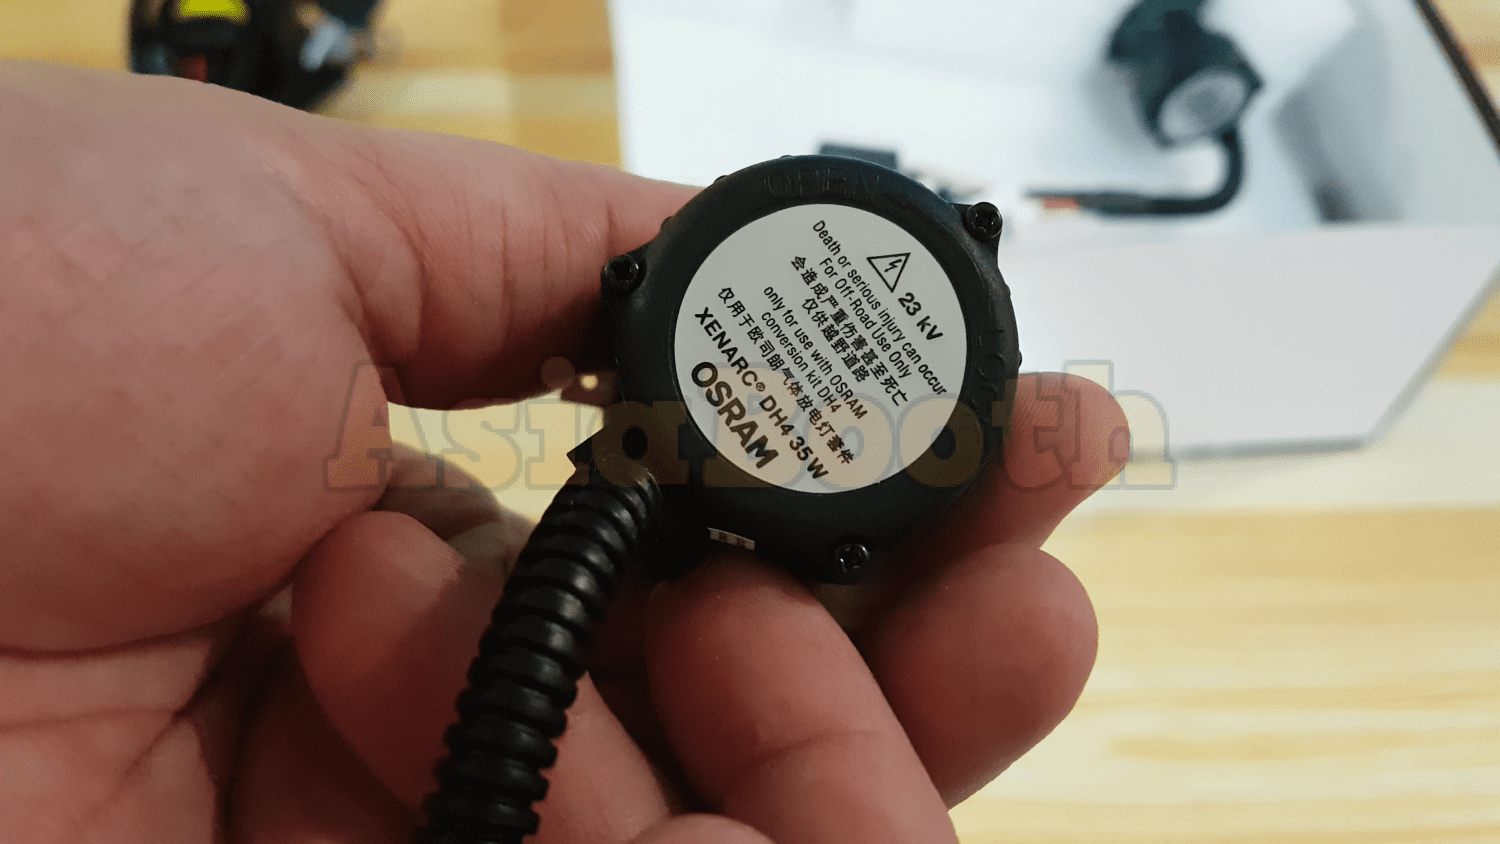 OPEN
LOCK
23 kV
Death or serious injury can occur
For Off-Road Use Only
会造成严重伤害甚至死亡
仅供越野道路
only for use with OSRAM
conversion kit DH4
仅用于欧司朗气体放电灯套件
XENARC® DH4 35W
OSRAM
AsiaBooth